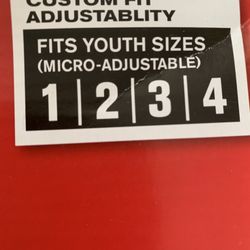 CUSTOM FIT
ADJUSTABLITY
FITS YOUTH SIZES
(MICRO-ADJUSTABLE)
1|2|3|4